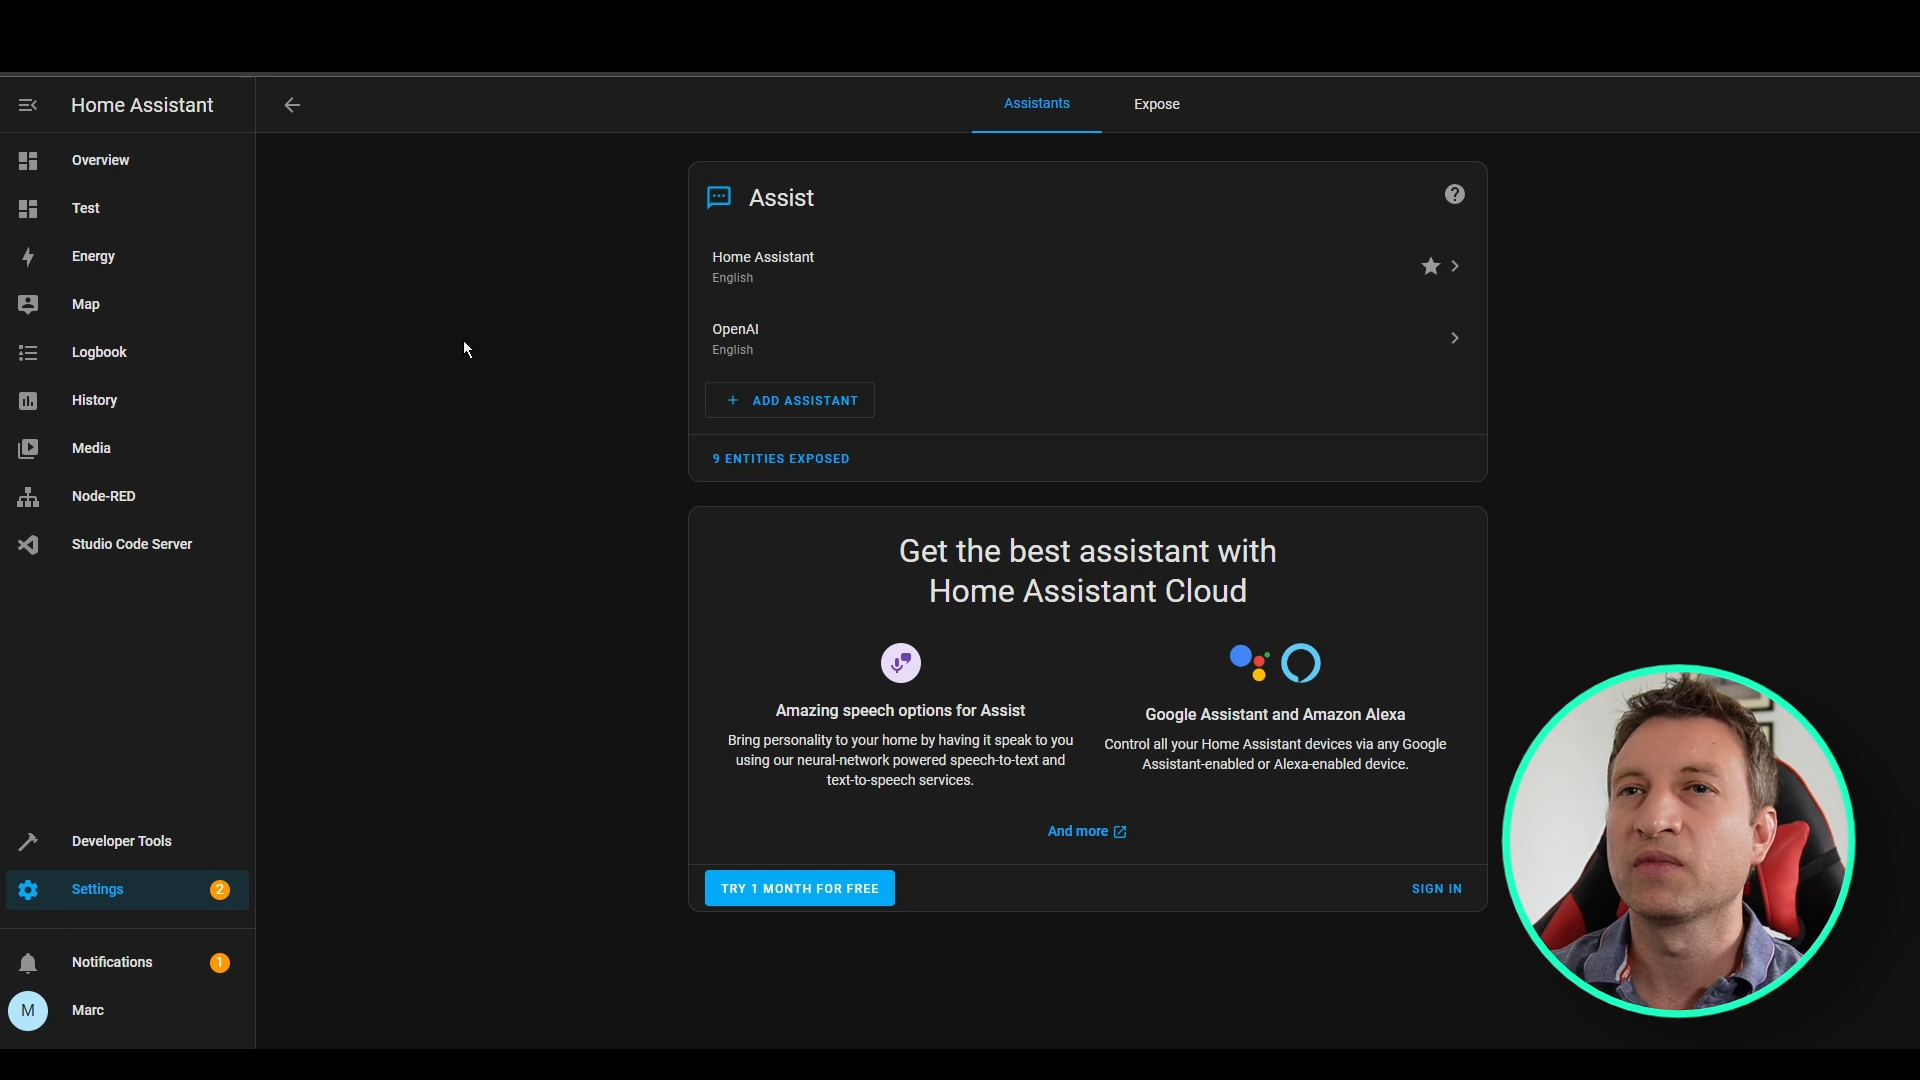 Home Assistant
Overview
Test
Energy
Map
Logbook
History
Media
Node-RED
Studio Code Server
Developer Tools
Settings 2
Notifications 1
M Marc
Assistants Expose
Assist
Home Assistant
English
OpenAI
English
ADD ASSISTANT
9 ENTITIES EXPOSED
Get the best assistant with
Home Assistant Cloud
Amazing speech options for Assist
Bring personality to your home by having it speak to you
using our neural-network powered speech-to-text and
text-to-speech services.
Google Assistant and Amazon Alexa
Control all your Home Assistant devices via any Google
Assistant-enabled or Alexa-enabled device.
And more
TRY 1 MONTH FOR FREE
SIGN IN